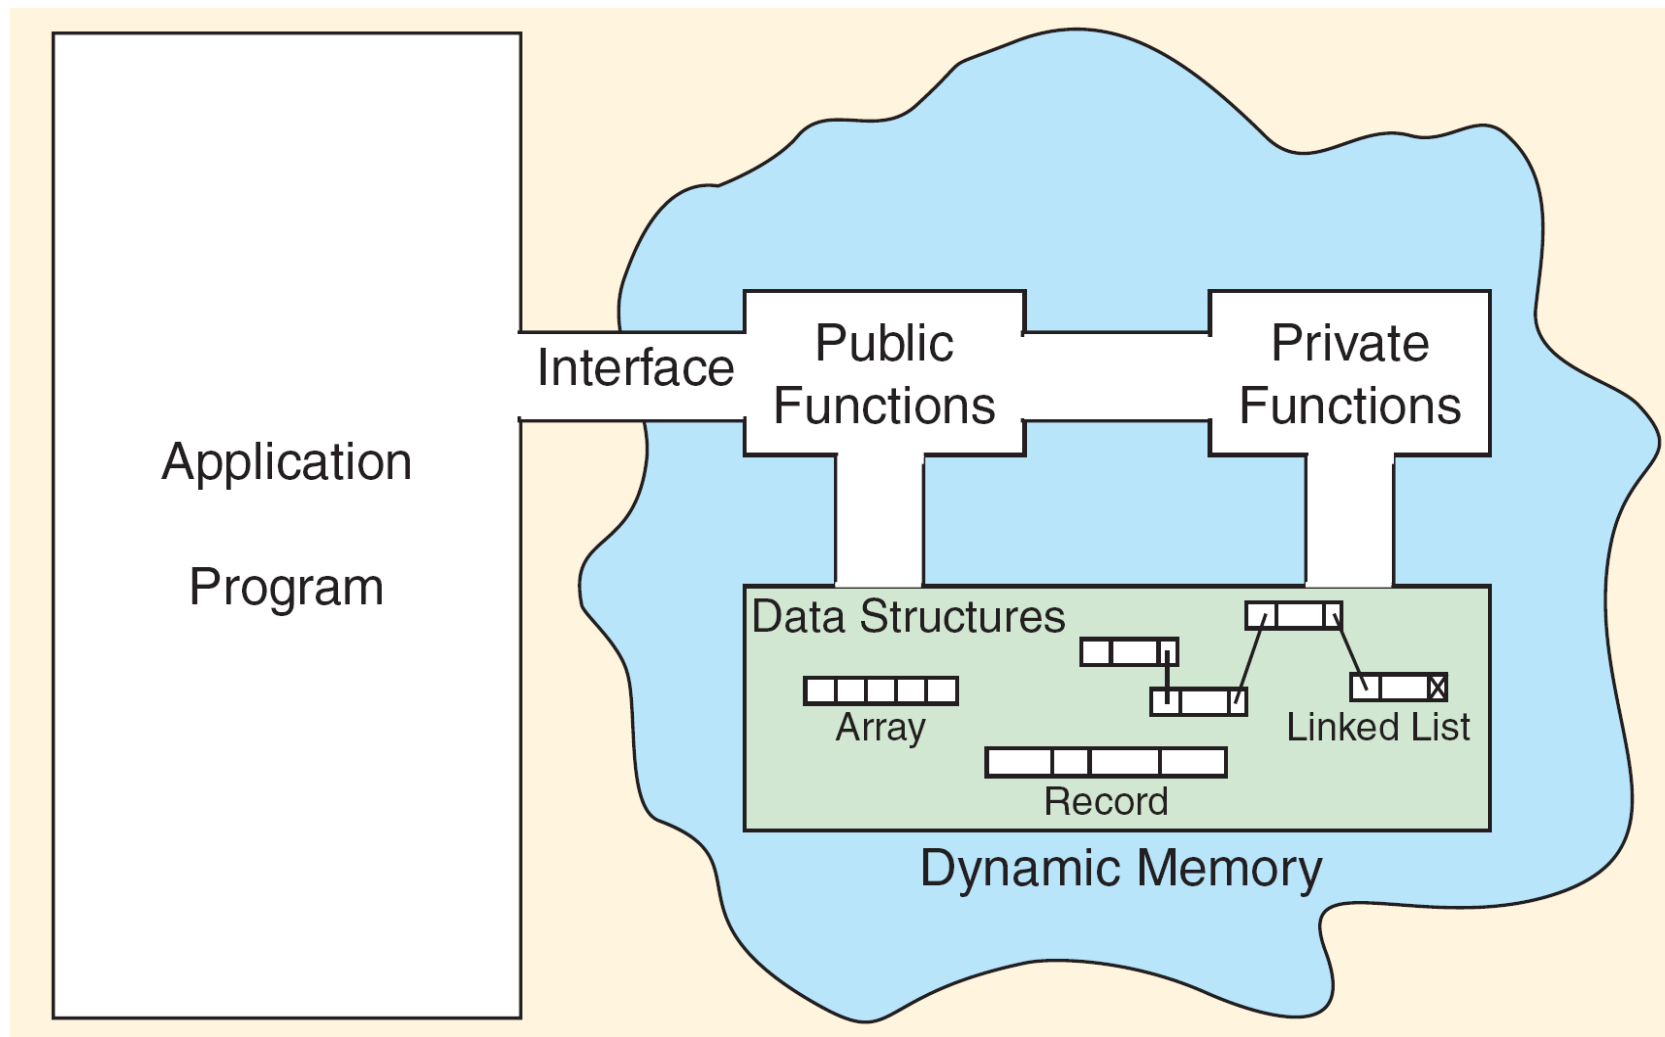 Application
Program
Interface
Public
Functions
Private
Functions
Data Structures
Array
Linked List
Record
Dynamic Memory